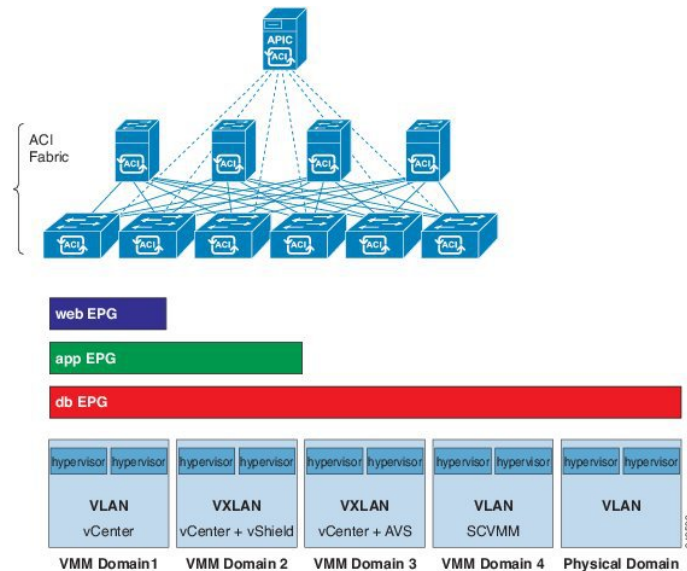 APIC
ACI
ACI
Fabric
ACI ACI ACI ACI
ACI ACI ACI ACI ACI ACI
web EPG
app EPG
db EPG
hypervisor hypervisor hypervisor hypervisor hypervisor hypervisor hypervisor hypervisor hypervisor hypervisor
VLAN VXLAN VXLAN VLAN VLAN
vCenter vCenter + vShield vCenter + AVS SCVMM
VMM Domain1 VMM Domain 2 VMM Domain 3 VMM Domain 4 Physical Domain